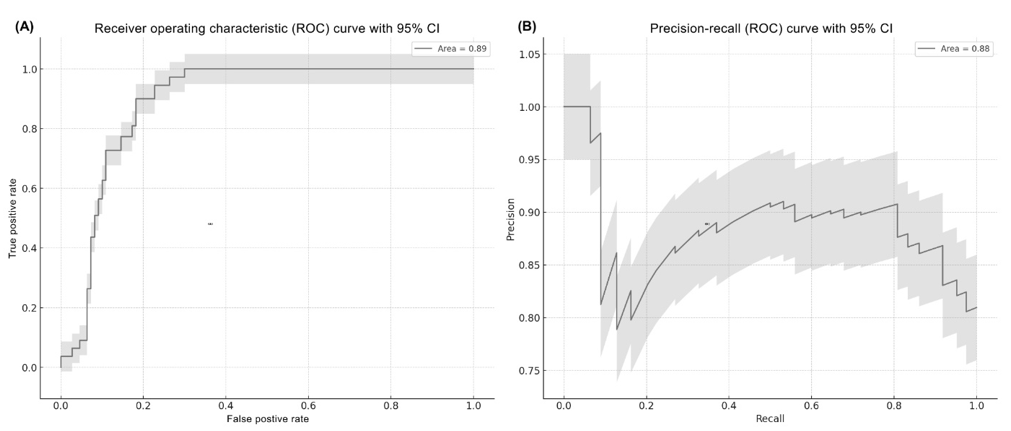 (A)
Receiver operating characteristic (ROC) curve with 95% CI
Area = 0.89
1.0
0.8
0.6
0.4
0.2
0.0
True positive rate
0.0 0.2 0.4 0.6 0.8 1.0
False postive rate
(B)
Precision-recall (ROC) curve with 95% CI
Area = 0.88
1.05
1.00
0.95
0.90
0.85
0.80
0.75
Precision
0.0 0.2 0.4 0.6 0.8 1.0
Recall